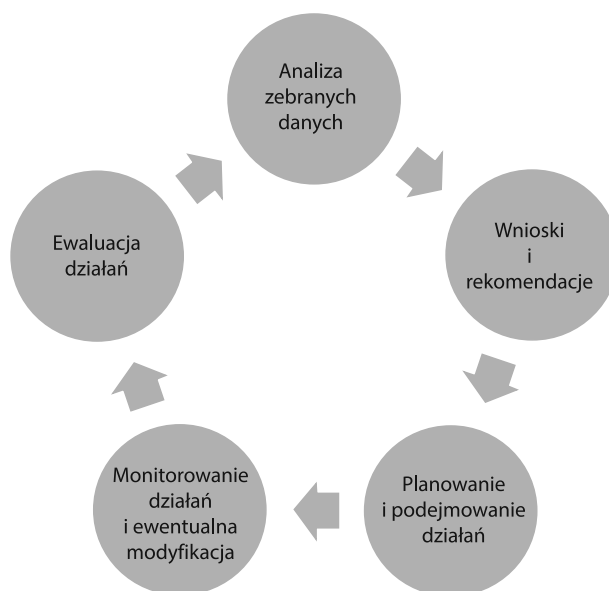 Analiza
zebranych
danych
Wnioski
i
rekomendacje
Planowanie
i podejmowanie
działań
Monitorowanie
działań
i ewentualna
modyfikacja
Ewaluacja
działań